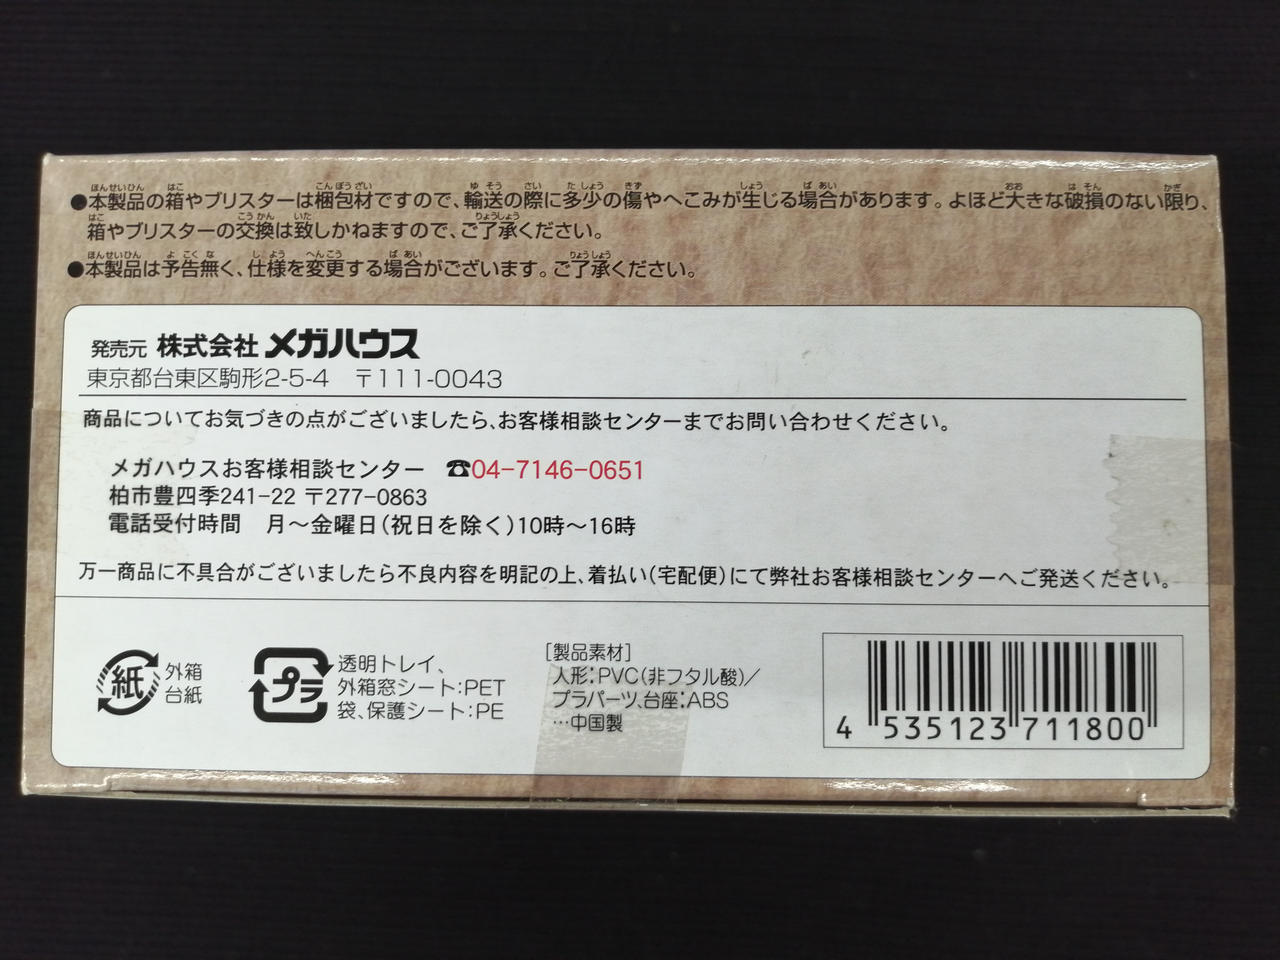 ●本製品の箱やブリスターは梱包材ですので、輸送の際に多少の傷やへこみが生じる場合があります。よほど大きな破損のない限り、
箱やブリスターの交換は致しかねますので、ご了承ください。
●本製品は予告無く、仕様を変更する場合がございます。ご了承ください。
発売元 株式会社 メガハウス
東京都台東区駒形2-5-4 〒111-0043
商品についてお気づきの点がございましたら、お客様相談センターまでお問い合わせください。
メガハウスお客様相談センター ☎04-7146-0651
柏市豊四季241-22 〒277-0863
電話受付時間 月〜金曜日(祝日を除く)10時〜16時
万一商品に不具合がございましたら不良内容を明記の上、着払い(宅配便)にて弊社お客様相談センターへご発送ください。
紙
外箱
台紙
プラ
透明トレイ、
外箱窓シート:PET
袋、保護シート:PE
[製品素材]
人形:PVC(非フタル酸)/
プラパーツ、台座:ABS
…中国製
4 535123 711800